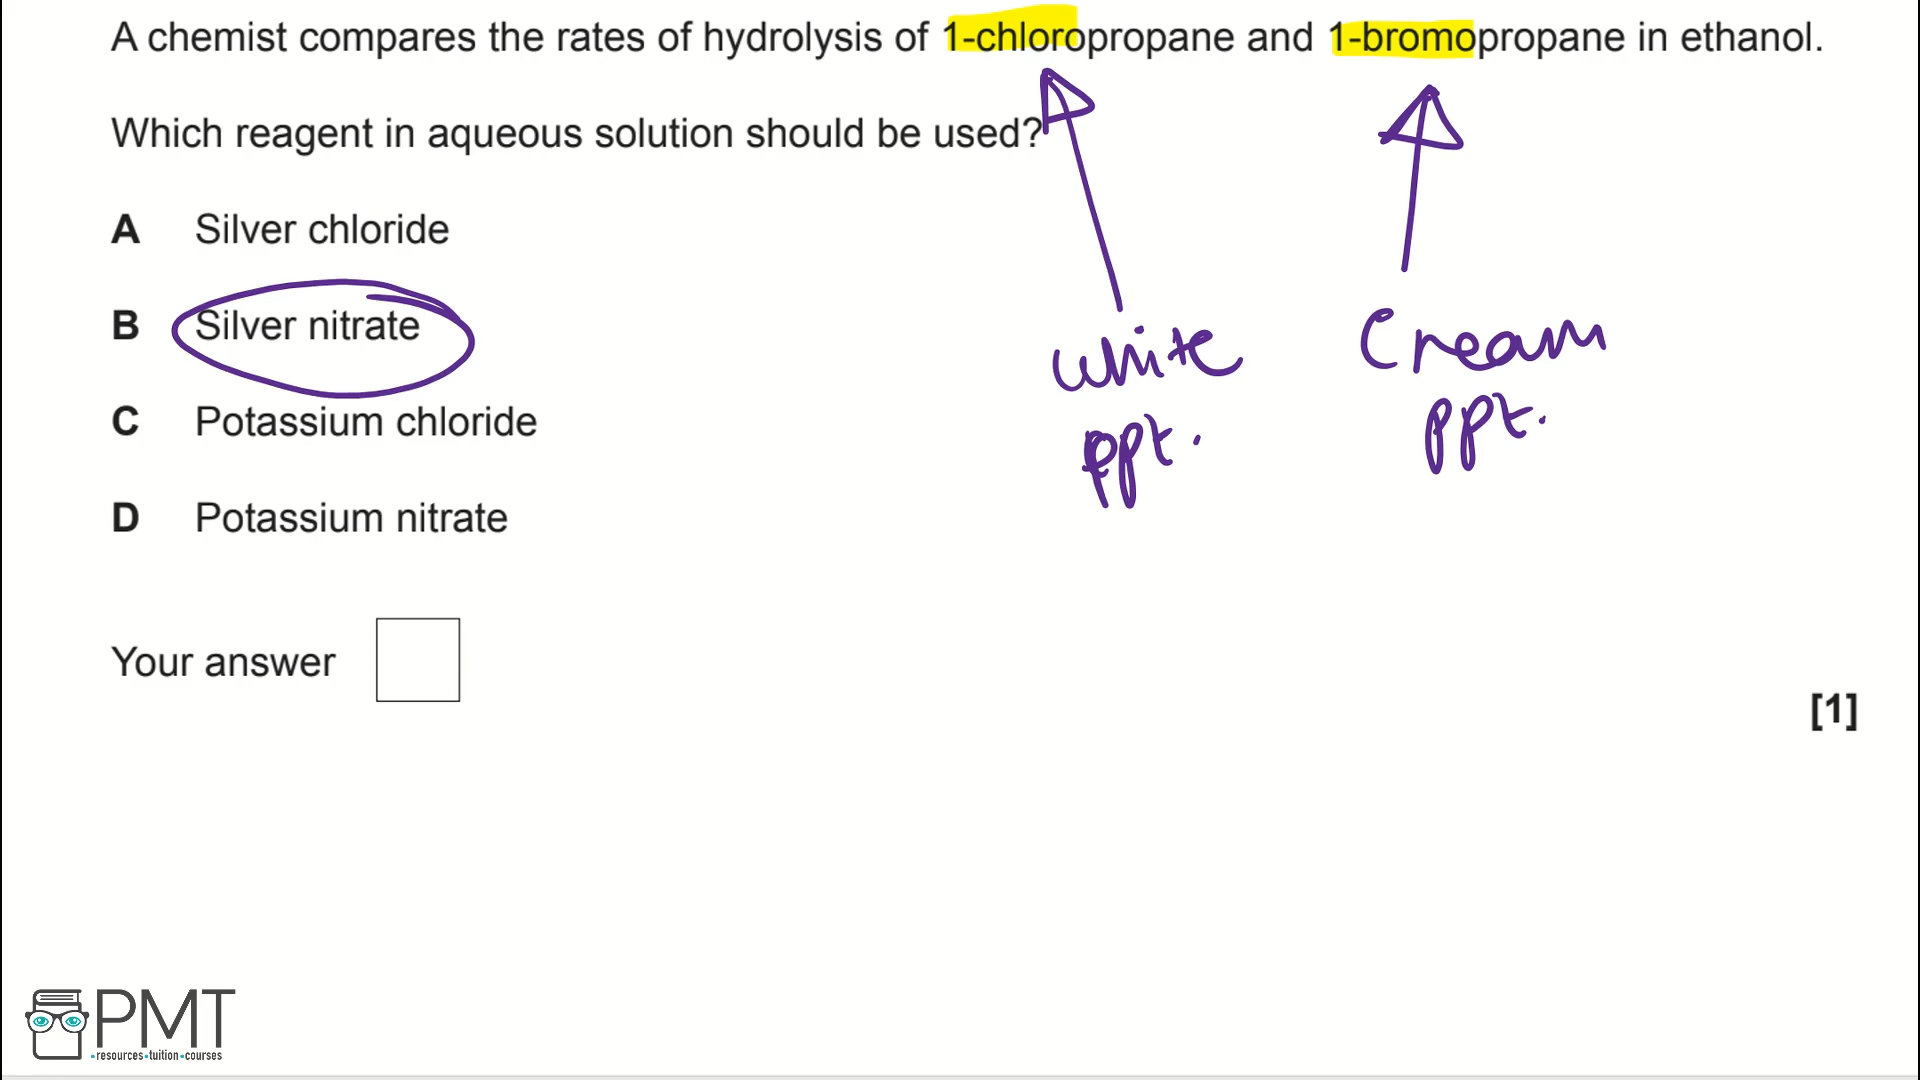 A chemist compares the rates of hydrolysis of 1-chloropropane and 1-bromopropane in ethanol.
Which reagent in aqueous solution should be used?
A Silver chloride
B Silver nitrate
C Potassium chloride
D Potassium nitrate
white
ppt.
Cream
ppt.
Your answer
[1]
PMT
•resources•tuition•courses